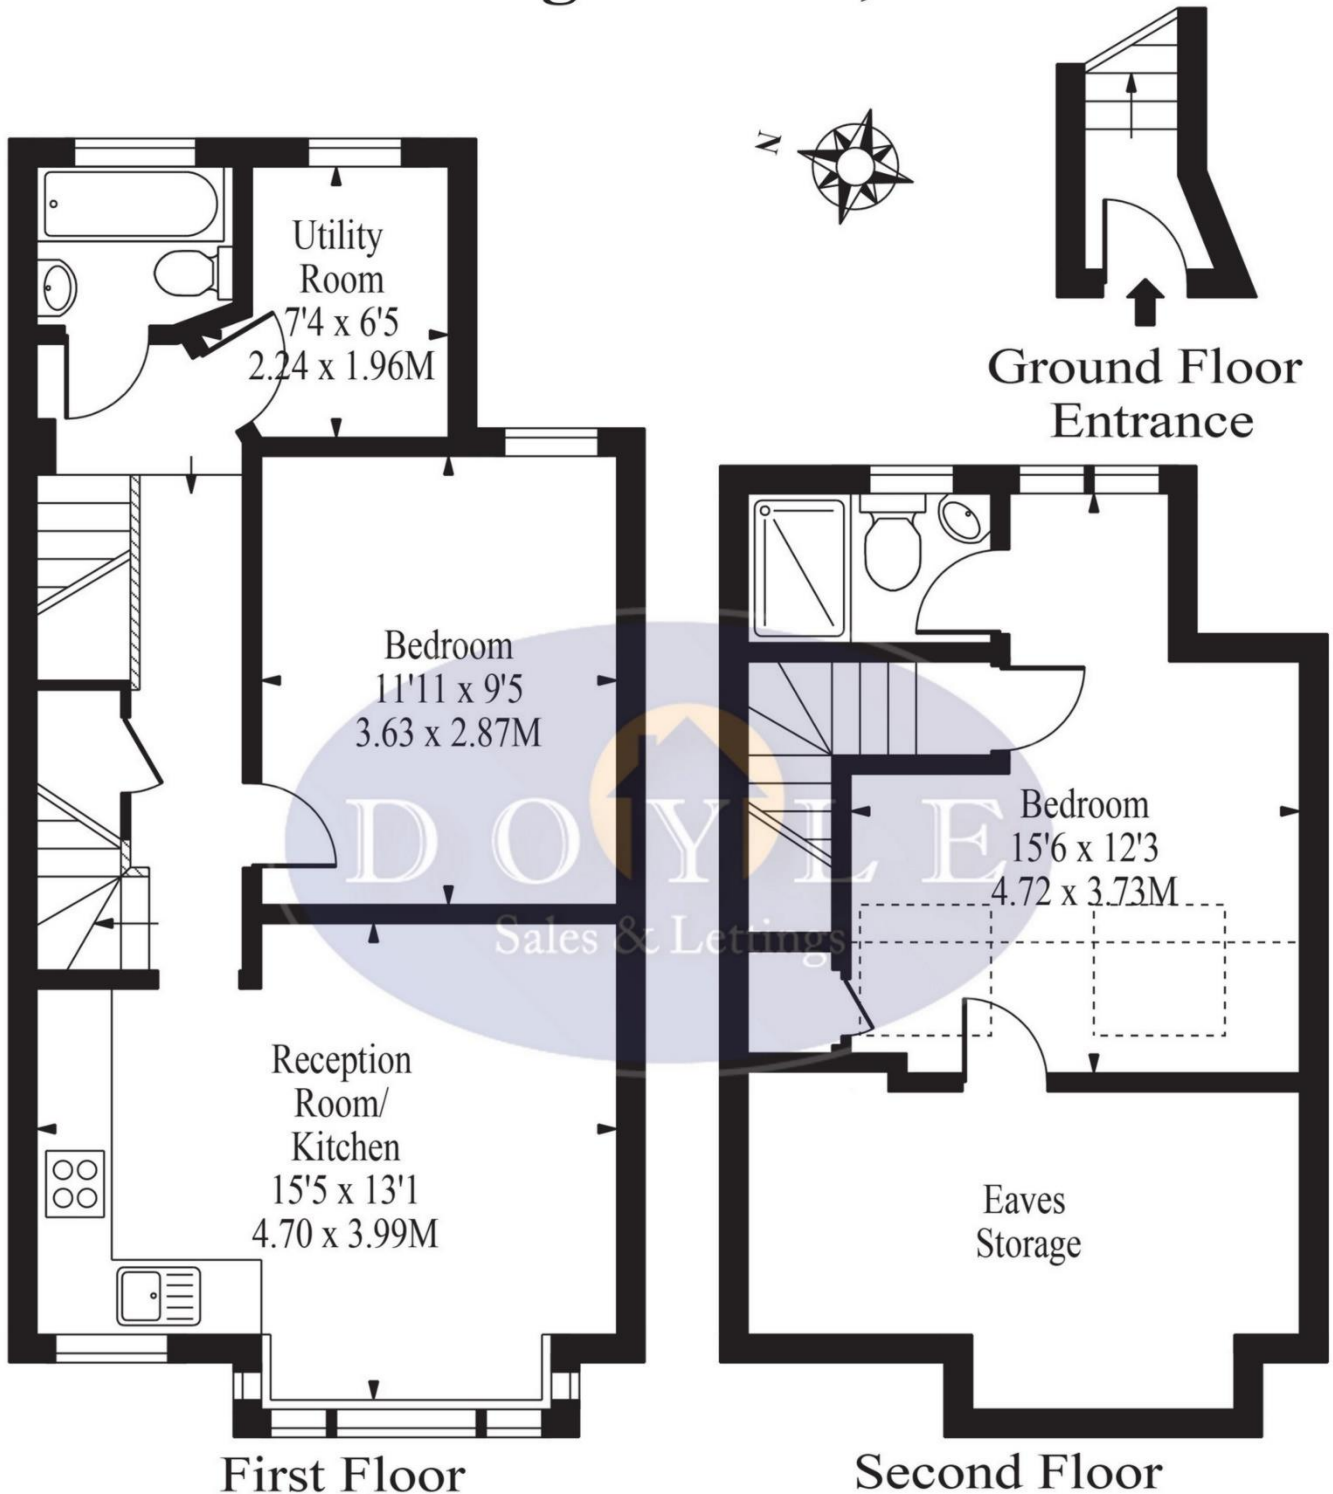 N
Utility
Room
7'4 x 6'5
2.24 x 1.96M
Ground Floor
Entrance
Bedroom
11'11 x 9'5
3.63 x 2.87M
Bedroom
15'6 x 12'3
4.72 x 3.73M
DOYLE
Sales & Lettings
Reception
Room/
Kitchen
15'5 x 13'1
4.70 x 3.99M
Eaves
Storage
First Floor
Second Floor